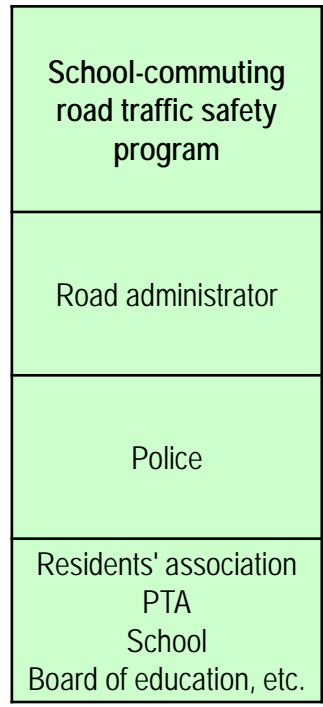 School-commuting
road traffic safety
program
Road administrator
Police
Residents' association
PTA
School
Board of education, etc.